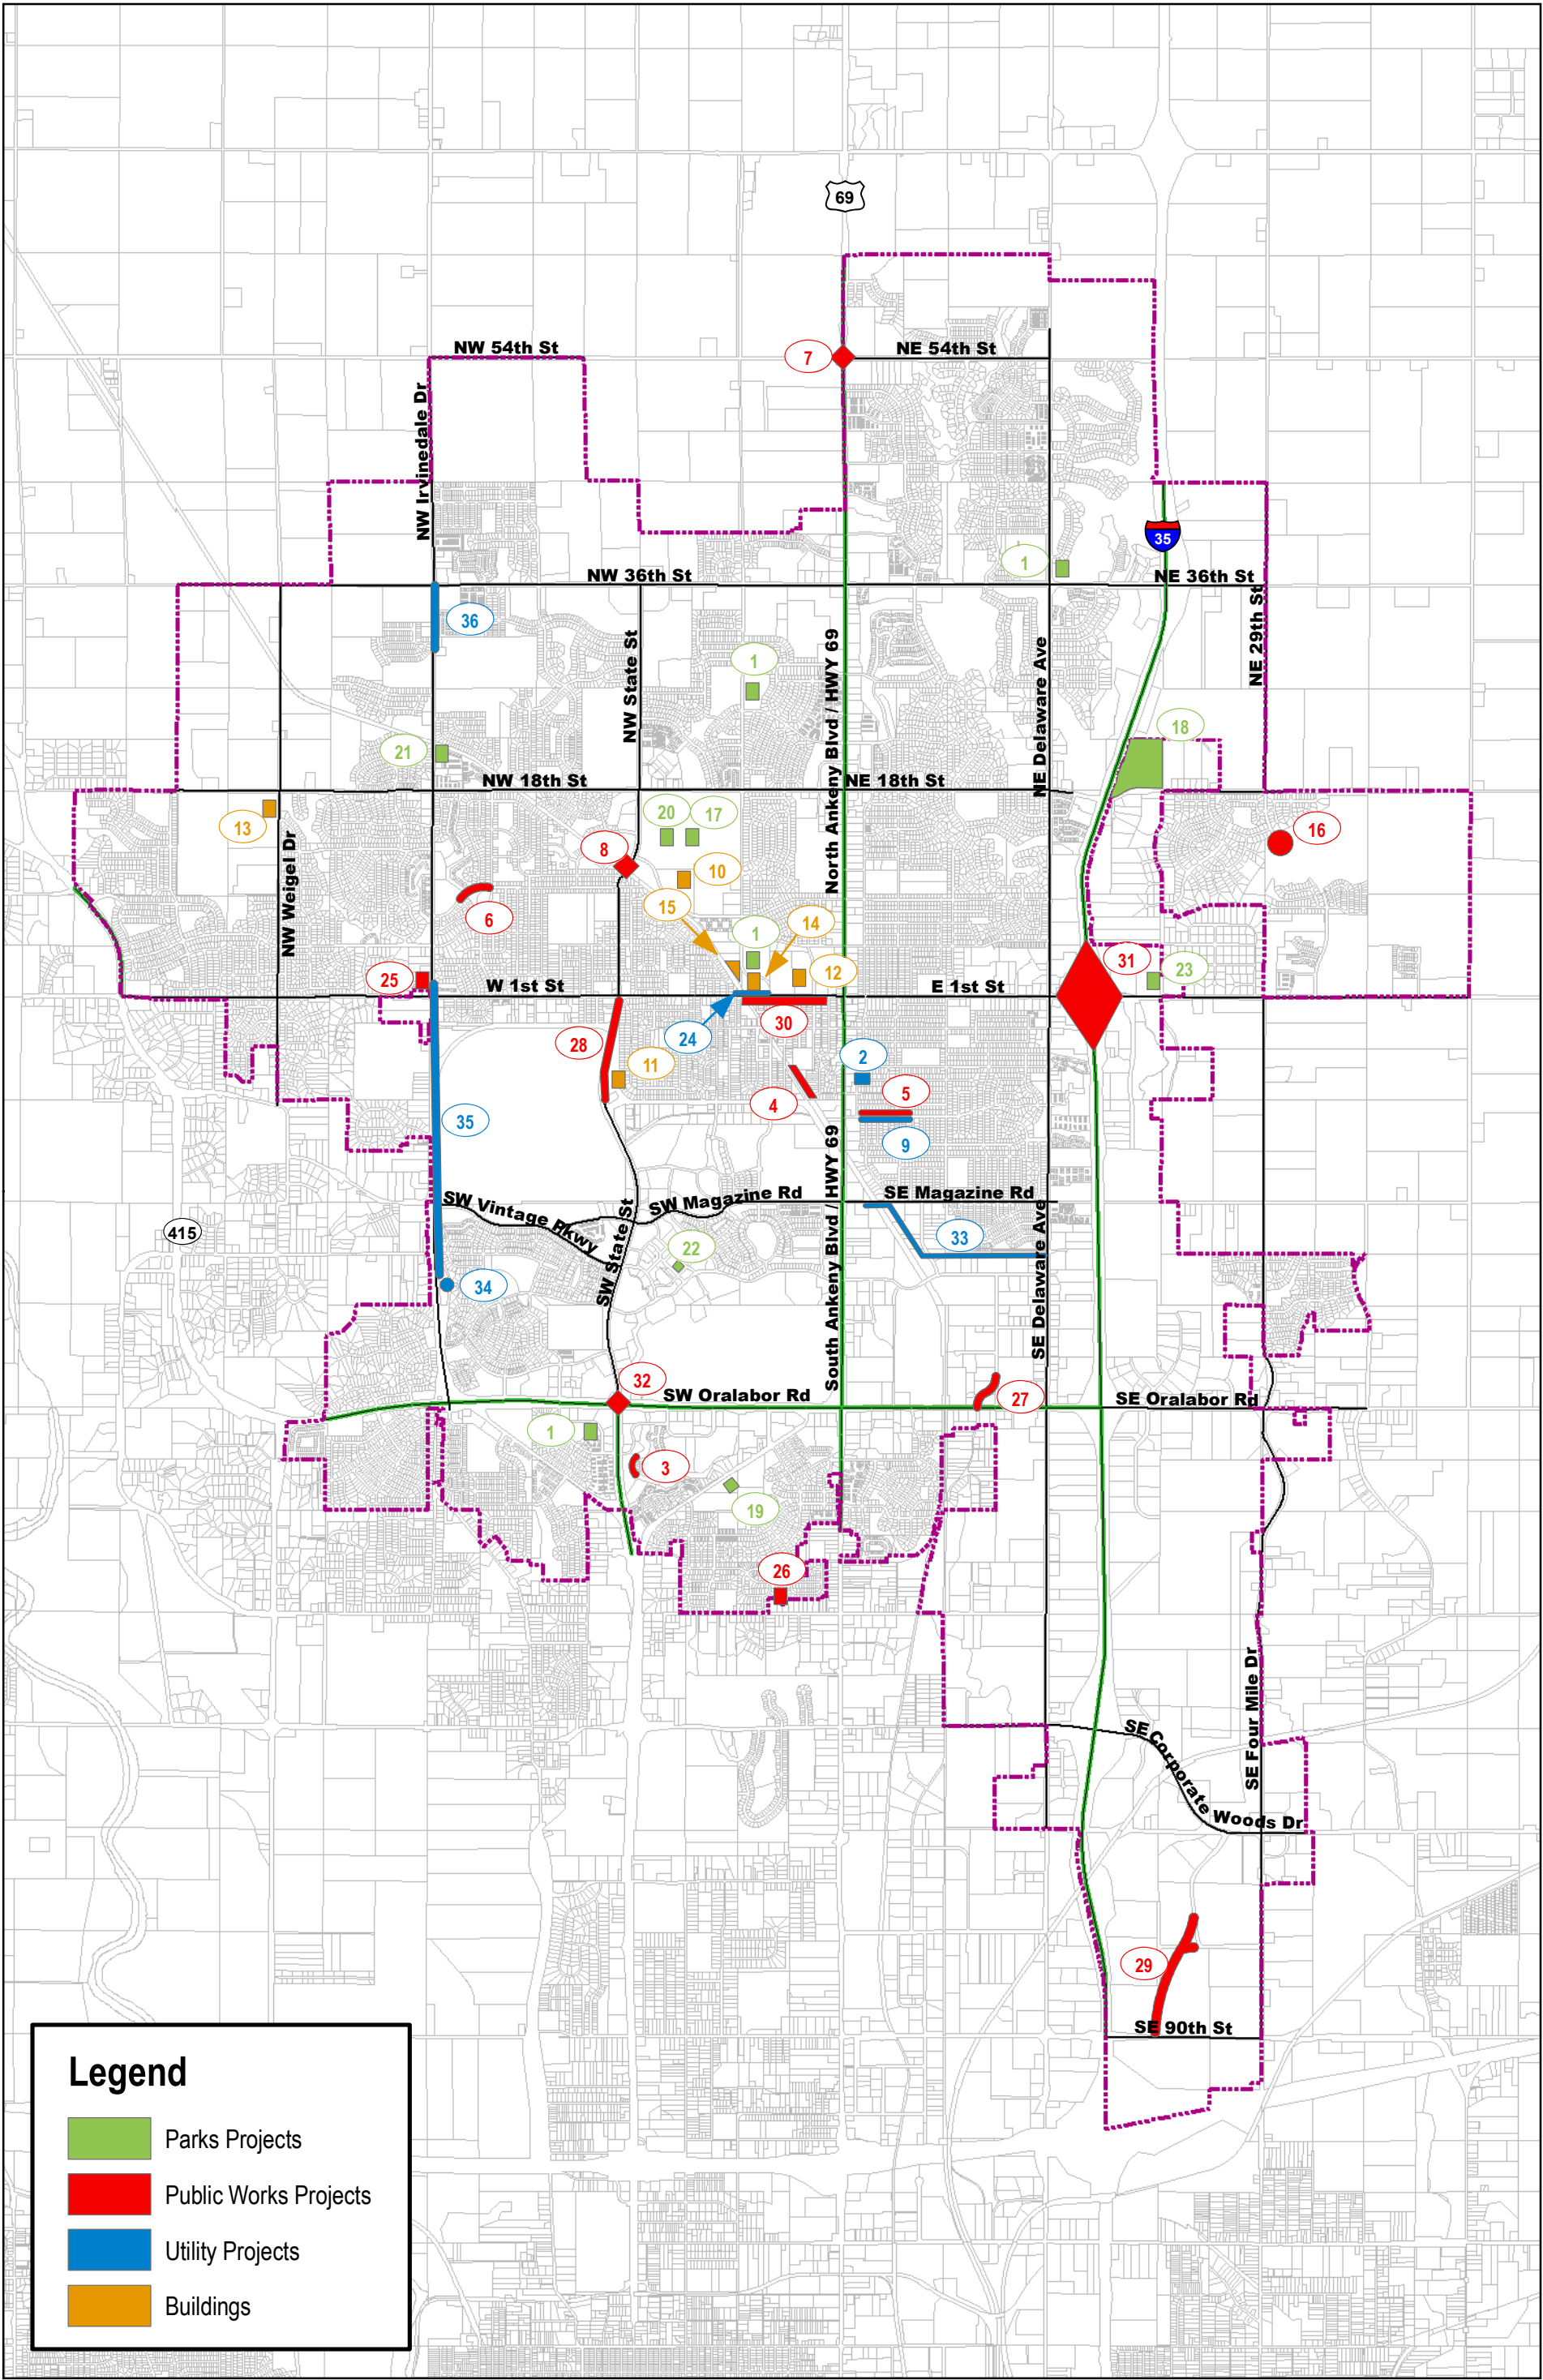 69
NW 54th St
7
NE 54th St
NW Irvinedale Dr
35
1
NW 36th St
NE 36th St
36
NW State St
1
North Ankeny Blvd / HWY 69
NE Delaware Ave
NE 29th St
21
18
NW 18th St
NE 18th St
13
20
17
16
NW Weigel Dr
8
10
15
14
6
1
12
31
23
25
W 1st St
E 1st St
30
24
28
11
2
4
5
35
9
SW Vintage Pkwy
SW Magazine Rd
SE Magazine Rd
415
22
33
SW State St
South Ankeny Blvd / HWY 69
SE Delaware Ave
34
32
SW Oralabor Rd
27
SE Oralabor Rd
1
3
19
26
SE Four Mile Dr
SE Corporate Woods Dr
29
SE 90th St
Legend
Parks Projects
Public Works Projects
Utility Projects
Buildings